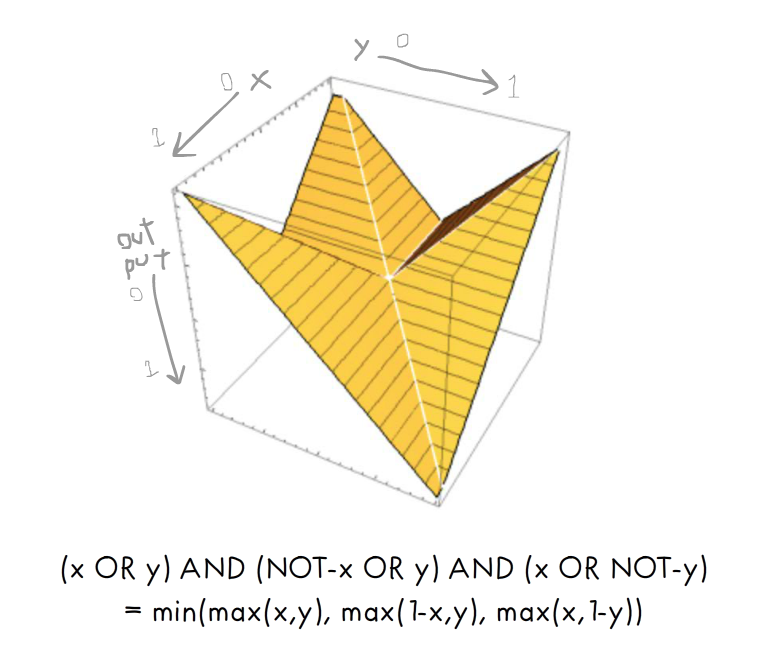 y 0
1
0 x
1
out
put
0
1
(x OR y) AND (NOT-x OR y) AND (x OR NOT-y)
= min(max(x,y), max(1-x,y), max(x,1-y))